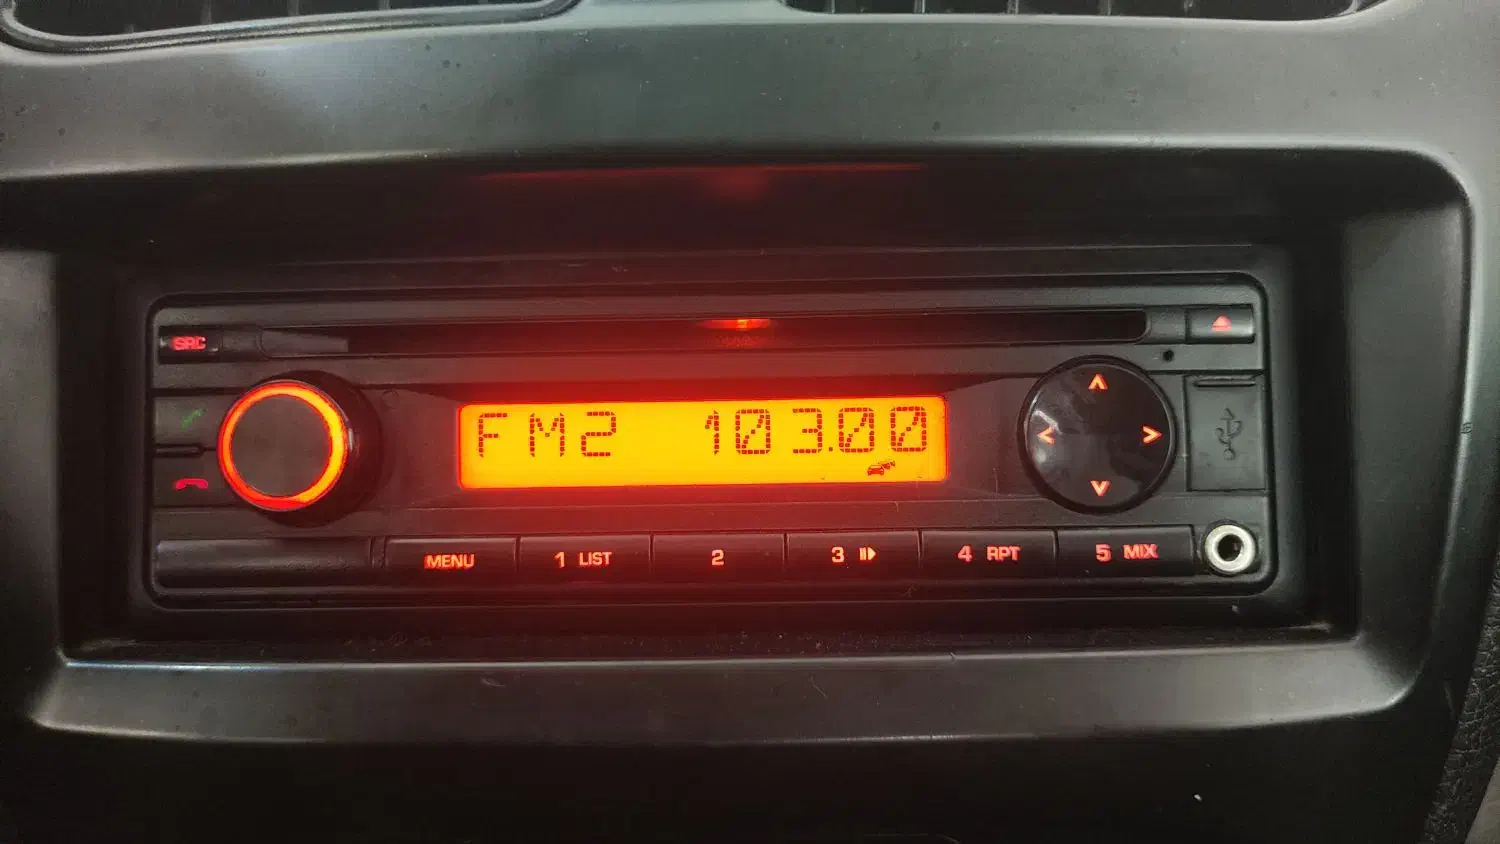 SRC
FM2 103.00
MENU
1 LIST
2
3
4 RPT
5 MIX